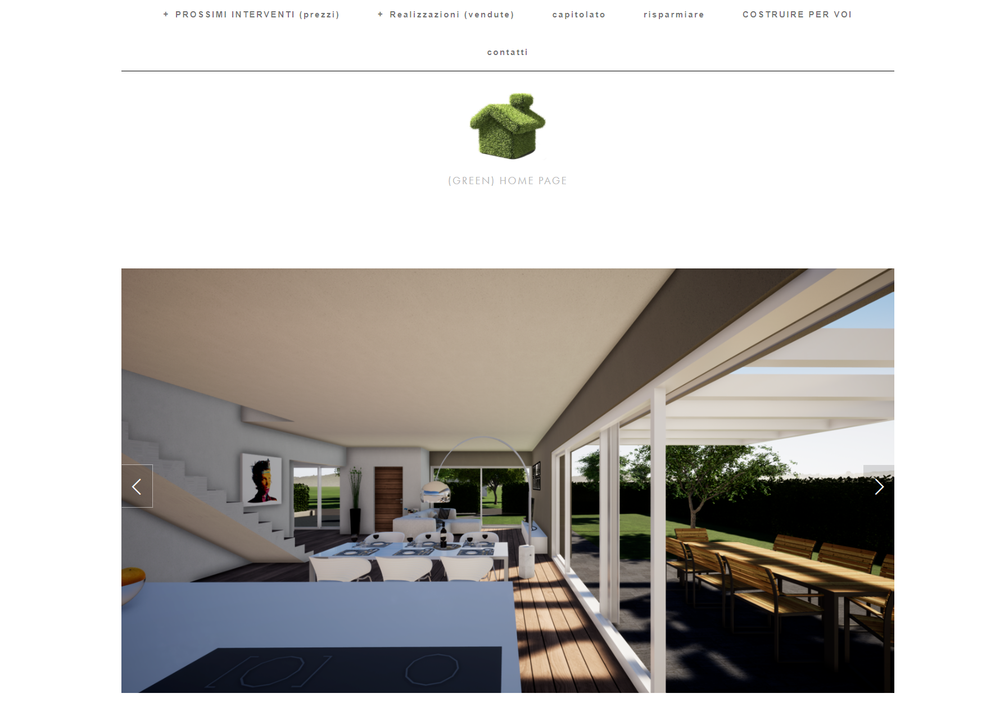 + PROSSIMI INTERVENTI (prezzi) + Realizzazioni (vendute) capitolato risparmiare COSTRUIRE PER VOI
contatti
(GREEN) HOME PAGE